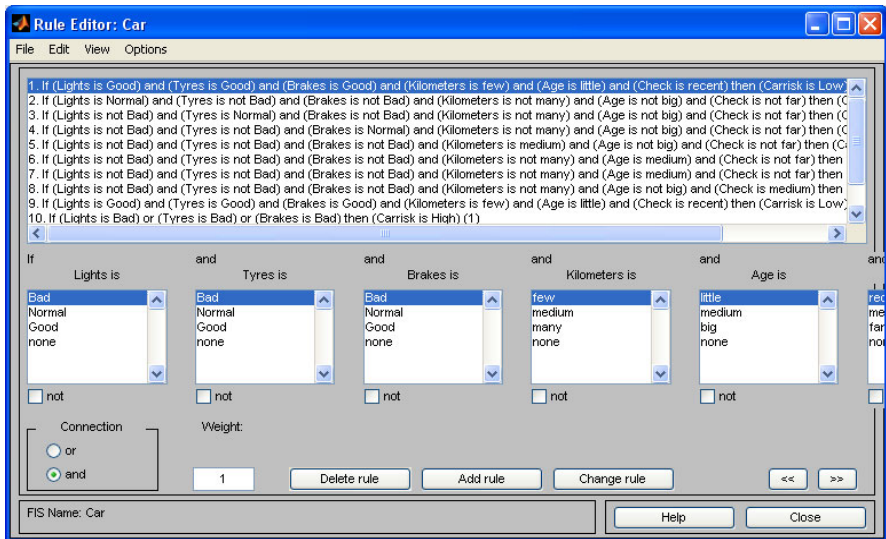 Rule Editor: Car
File Edit View Options
1. If (Lights is Good) and (Tyres is Good) and (Brakes is Good) and (Kilometers is few) and (Age is little) and (Check is recent) then (Carrisk is Low)
2. If (Lights is Normal) and (Tyres is not Bad) and (Brakes is not Bad) and (Kilometers is not many) and (Age is not big) and (Check is not far) then (C
3. If (Lights is not Bad) and (Tyres is Normal) and (Brakes is not Bad) and (Kilometers is not many) and (Age is not big) and (Check is not far) then (C
4. If (Lights is not Bad) and (Tyres is not Bad) and (Brakes is Normal) and (Kilometers is not many) and (Age is not big) and (Check is not far) then (C
5. If (Lights is not Bad) and (Tyres is not Bad) and (Brakes is not Bad) and (Kilometers is medium) and (Age is not big) and (Check is not far) then (Ca
6. If (Lights is not Bad) and (Tyres is not Bad) and (Brakes is not Bad) and (Kilometers is not many) and (Age is medium) and (Check is not far) then
7. If (Lights is not Bad) and (Tyres is not Bad) and (Brakes is not Bad) and (Kilometers is not many) and (Age is medium) and (Check is not far) then
8. If (Lights is not Bad) and (Tyres is not Bad) and (Brakes is not Bad) and (Kilometers is not many) and (Age is not big) and (Check is medium) then
9. If (Lights is Good) and (Tyres is Good) and (Brakes is Good) and (Kilometers is few) and (Age is little) and (Check is recent) then (Carrisk is Low)
10. If (Lights is Bad) or (Tyres is Bad) or (Brakes is Bad) then (Carrisk is High) (1)
If and and and and an
Lights is Tyres is Brakes is Kilometers is Age is
Bad Bad Bad few little rec
Normal Normal Normal medium medium me
Good Good Good many big far
none none none none none no
not not not not not
Connection Weight:
or
and 1 Delete rule Add rule Change rule << >>
FIS Name: Car Help Close